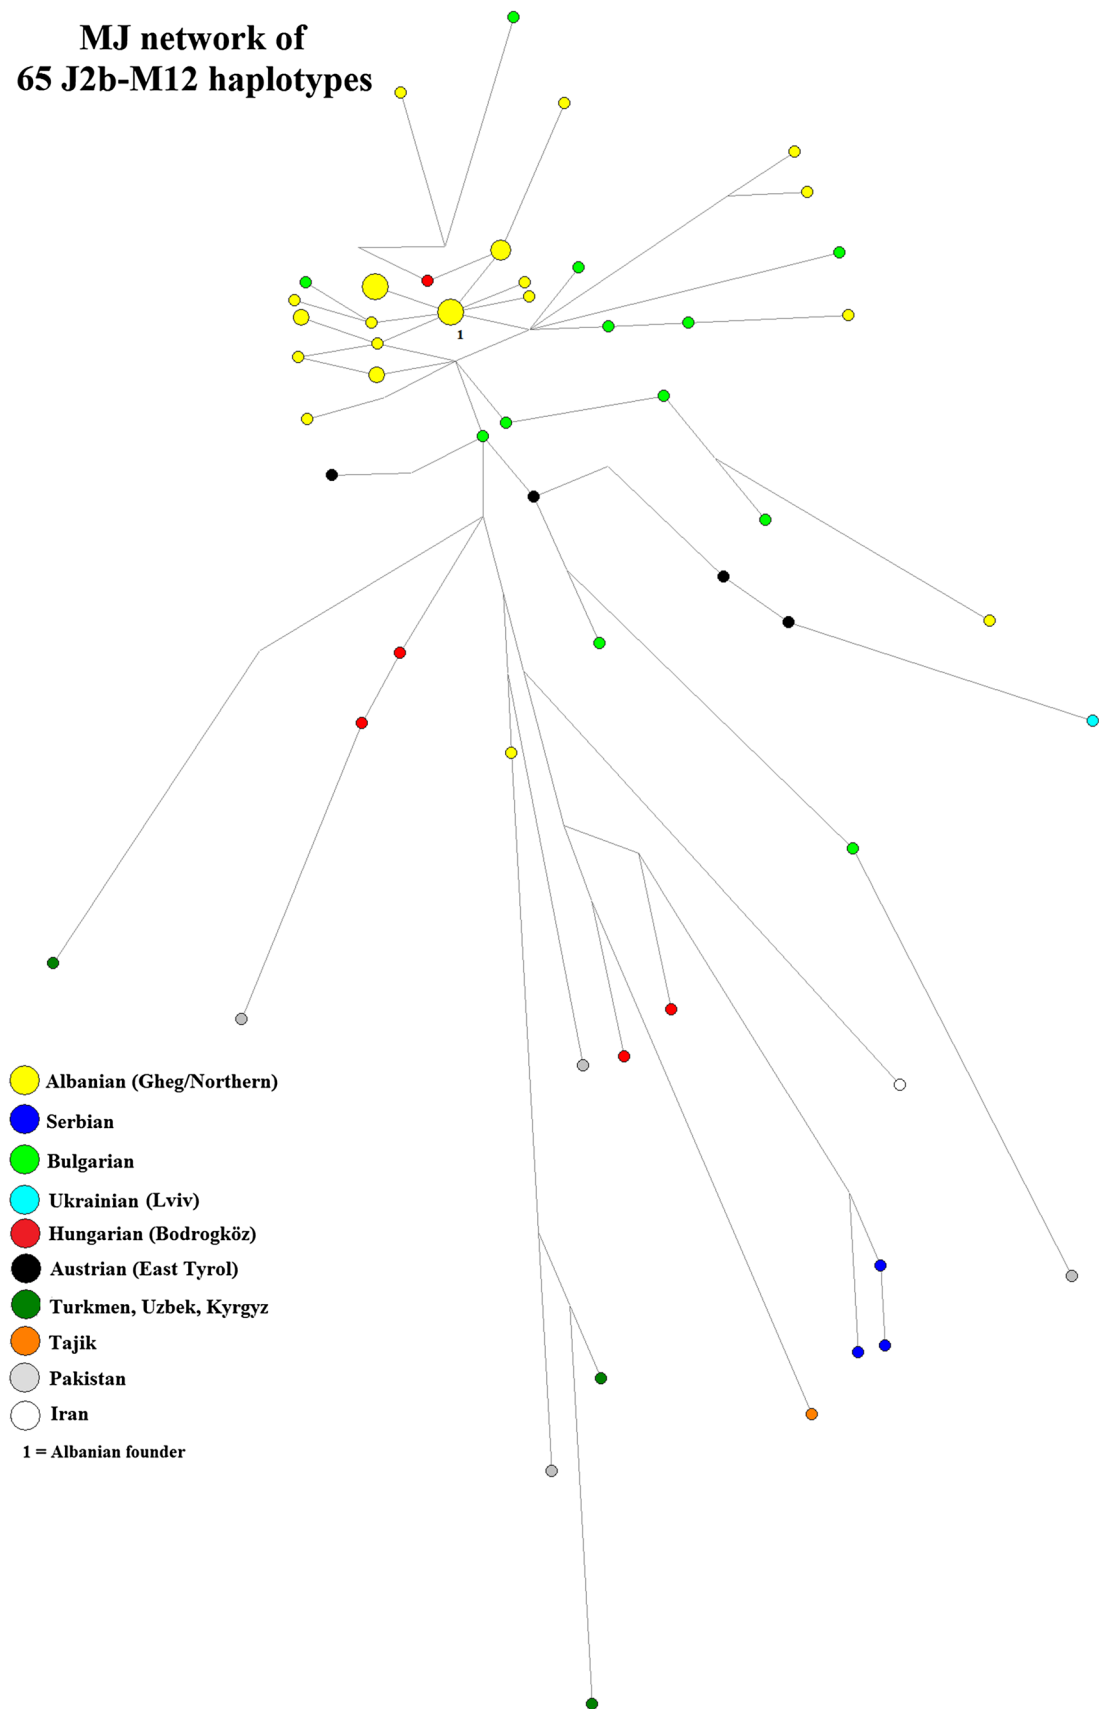 MJ network of
65 J2b-M12 haplotypes
1
Albanian (Gheg/Northern)
Serbian
Bulgarian
Ukrainian (Lviv)
Hungarian (Bodrogköz)
Austrian (East Tyrol)
Turkmen, Uzbek, Kyrgyz
Tajik
Pakistan
Iran
1 = Albanian founder